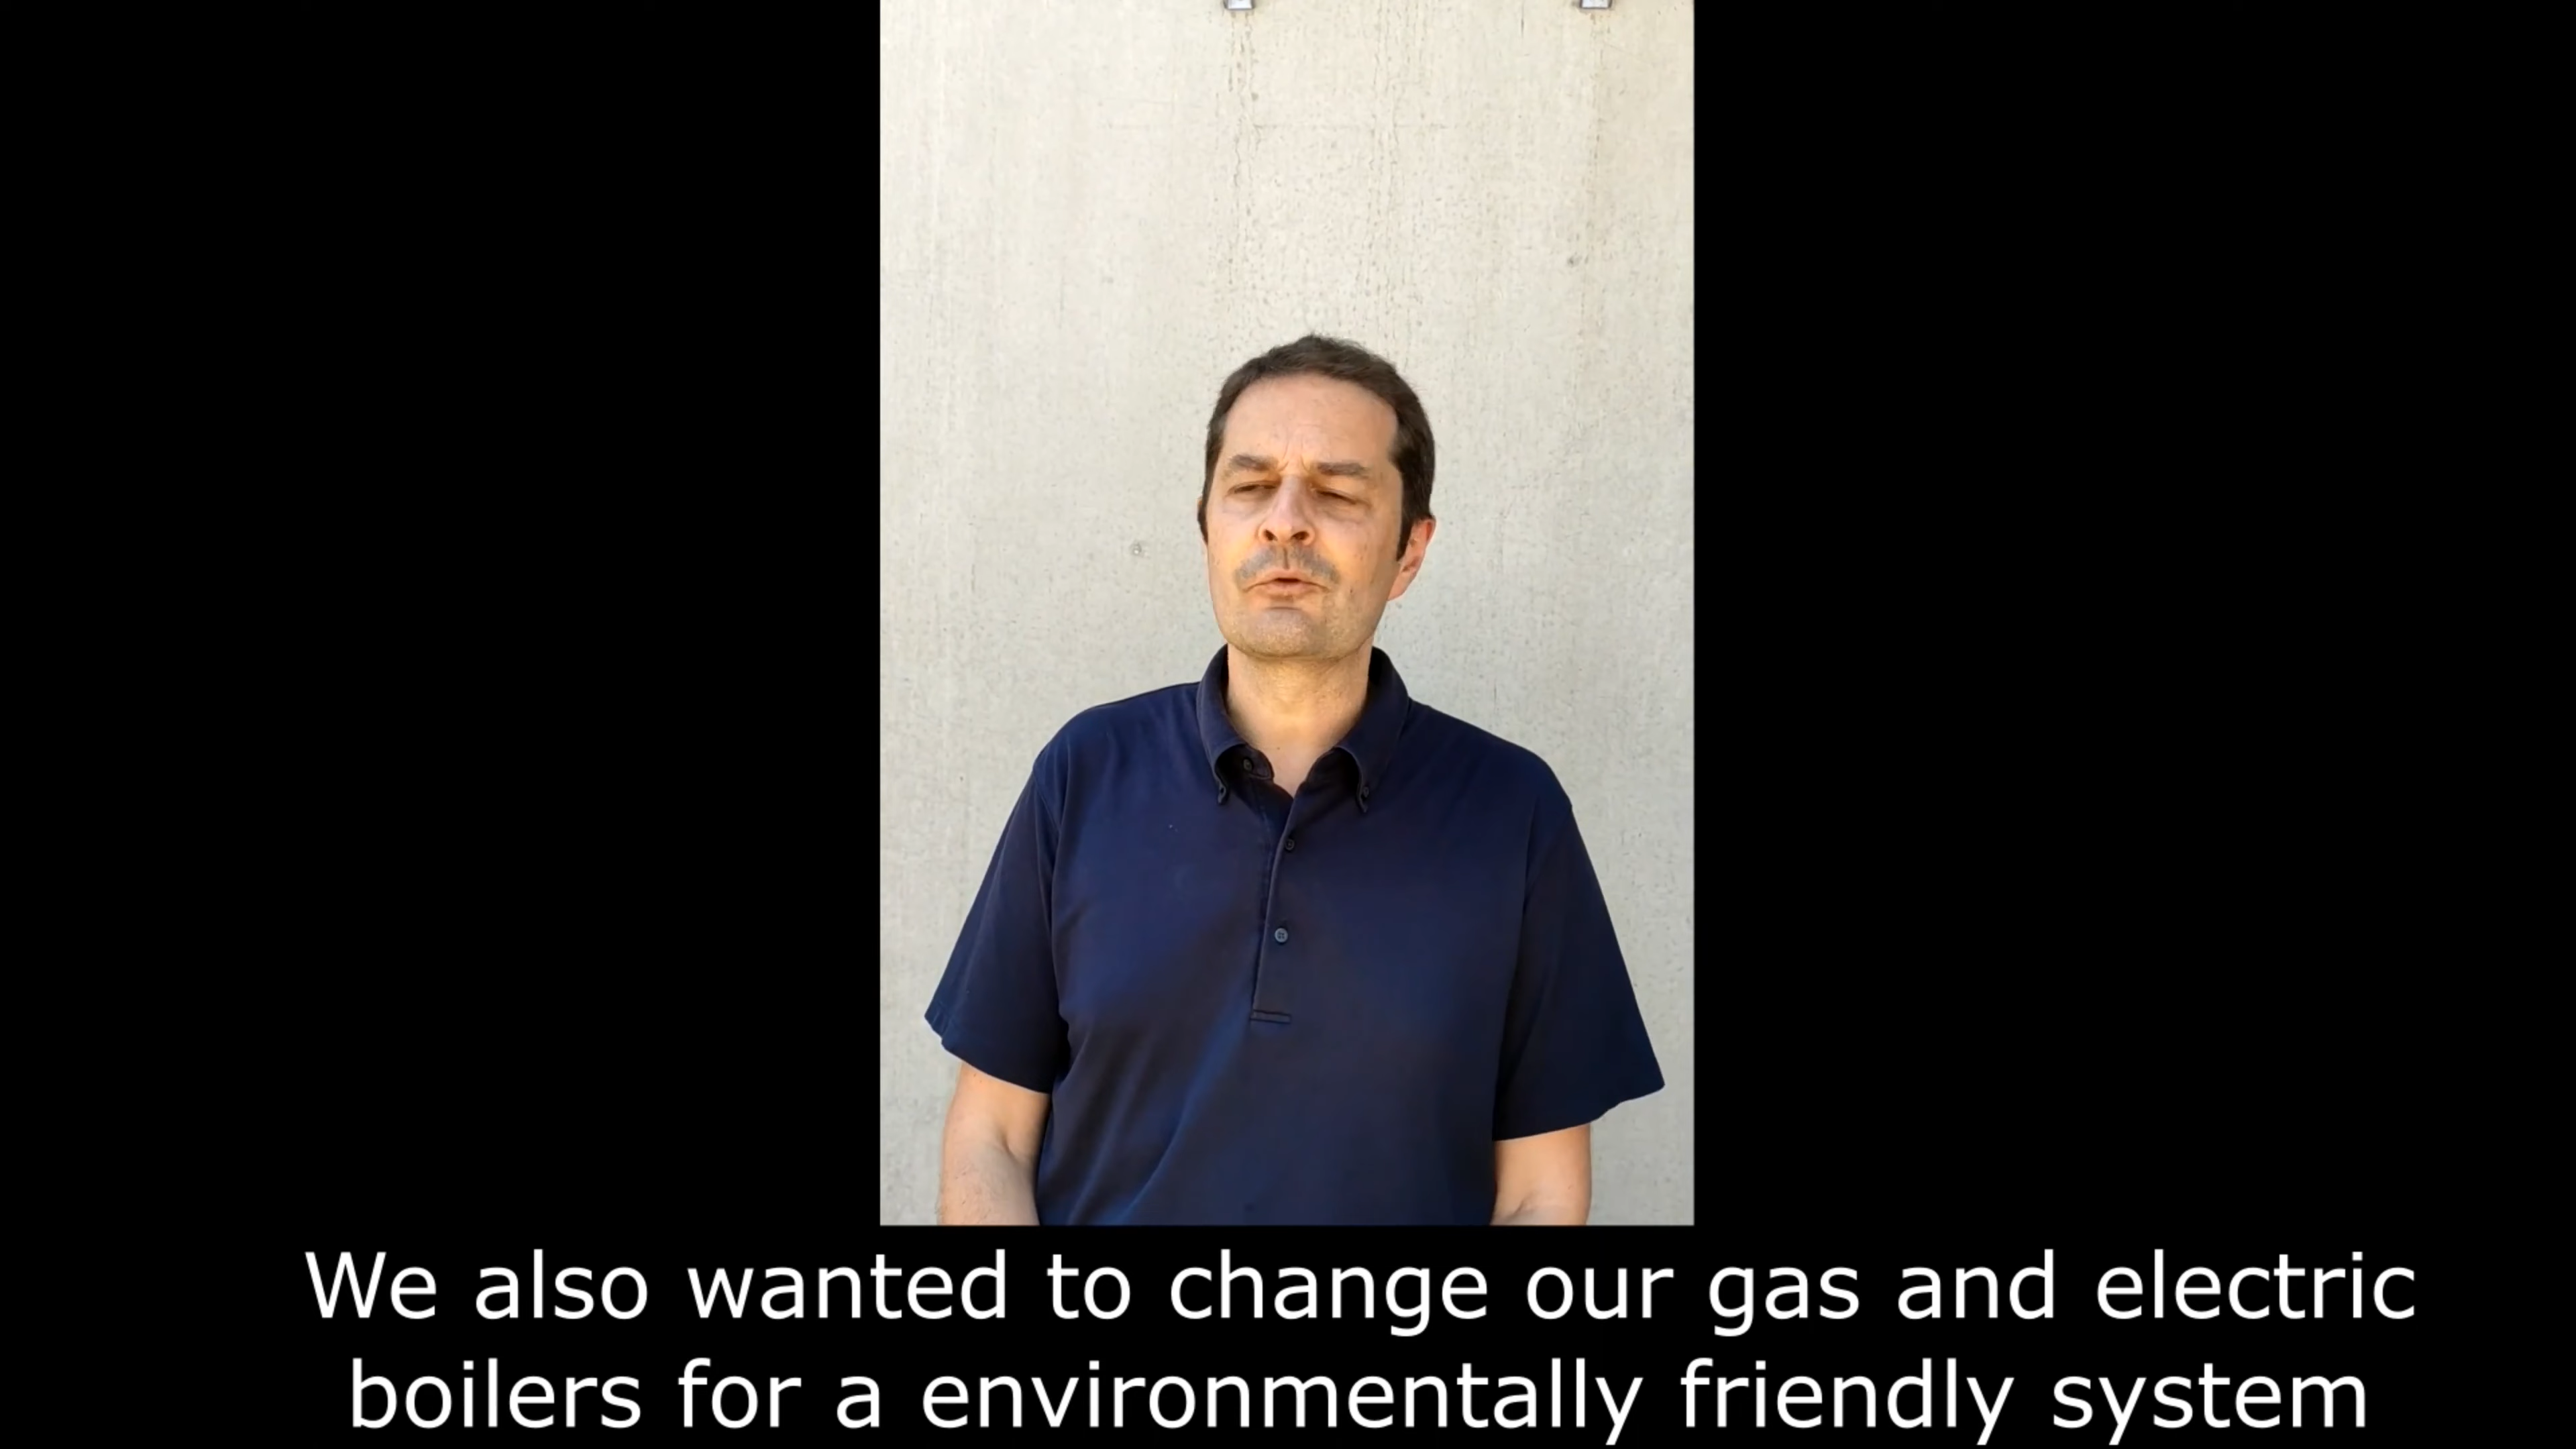 We also wanted to change our gas and electric
boilers for a environmentally friendly system